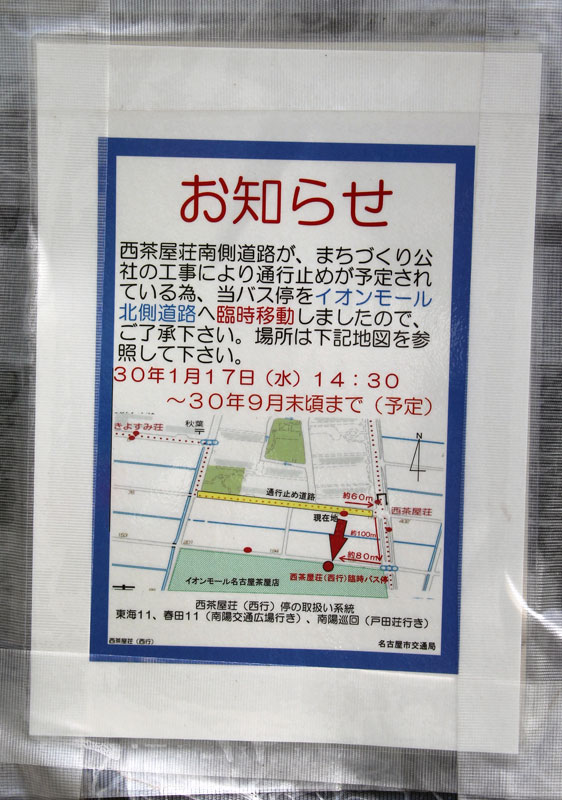 お知らせ
西茶屋荘南側道路が、まちづくり公
社の工事により通行止めが予定され
ている為、当バス停をイオンモール
北側道路へ臨時移動しましたので、
ご了承下さい。場所は下記地図を参
照して下さい。
30年1月17日（水）14：30
～30年9月末頃まで（予定）
秋葉
きよすみ荘
N
通行止め道路
約60m
西茶屋荘
現在地
約100m
約80m
イオンモール名古屋茶屋店
西茶屋荘(西行)臨時バス停
西茶屋荘（西行）停の取扱い系統
東海11、春田11（南陽交通広場行き）、南陽巡回（戸田荘行き）
西茶屋荘（西行）
名古屋市交通局